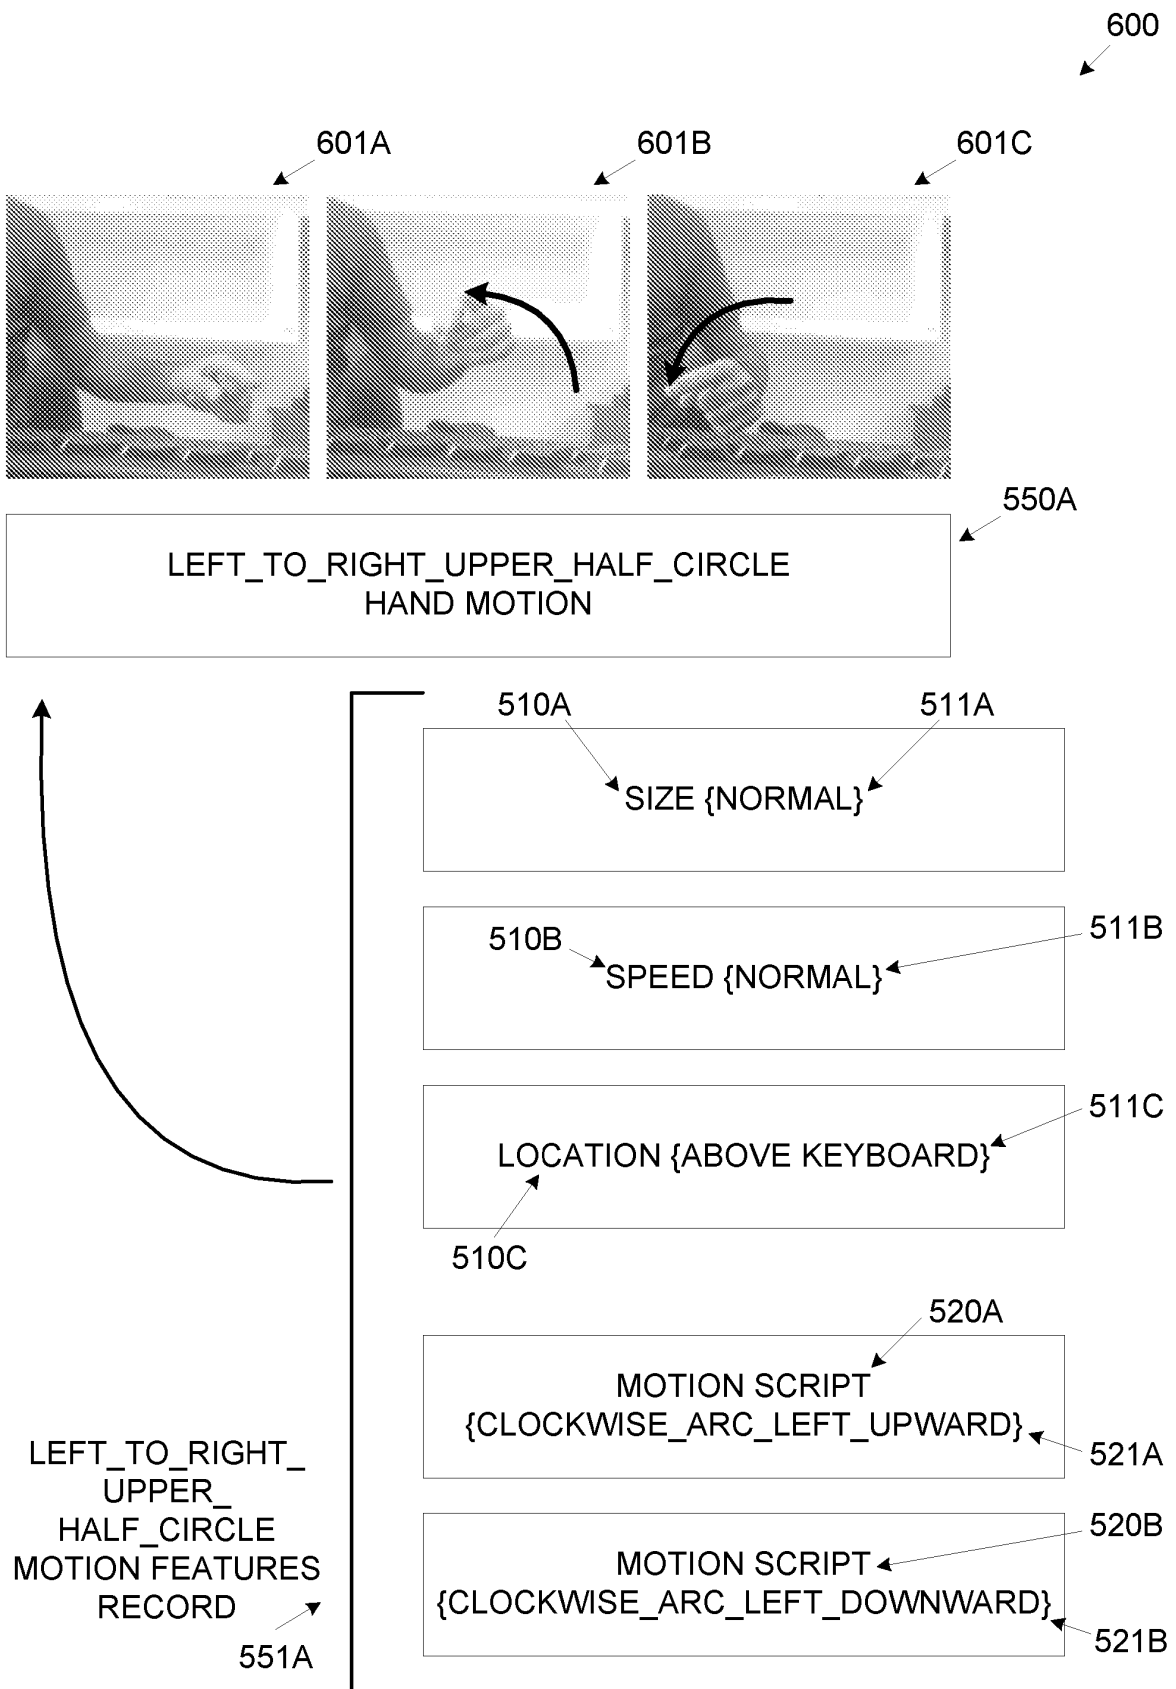 600
601A
601B
601C
550A
LEFT_TO_RIGHT_UPPER_HALF_CIRCLE
HAND MOTION
510A
511A
SIZE {NORMAL}
510B
511B
SPEED {NORMAL}
511C
LOCATION {ABOVE KEYBOARD}
510C
520A
MOTION SCRIPT
{CLOCKWISE_ARC_LEFT_UPWARD}
521A
LEFT_TO_RIGHT_
UPPER_
HALF_CIRCLE
MOTION FEATURES
RECORD
551A
520B
MOTION SCRIPT
{CLOCKWISE_ARC_LEFT_DOWNWARD}
521B